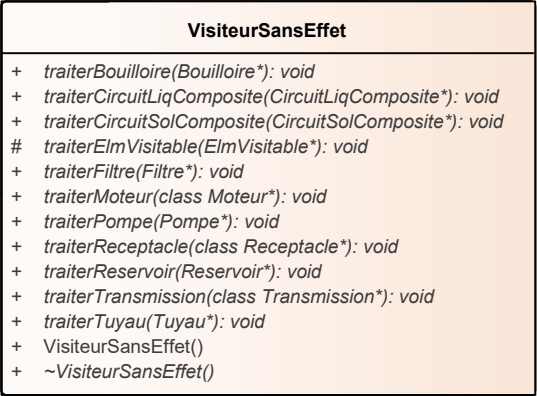 VisiteurSansEffet
+ traiterBouilloire(Bouilloire*): void
+ traiterCircuitLiqComposite(CircuitLiqComposite*): void
+ traiterCircuitSolComposite(CircuitSolComposite*): void
# traiterElmVisitable(ElmVisitable*): void
+ traiterFiltre(Filtre*): void
+ traiterMoteur(class Moteur*): void
+ traiterPompe(Pompe*): void
+ traiterReceptacle(class Receptacle*): void
+ traiterReservoir(Reservoir*): void
+ traiterTransmission(class Transmission*): void
+ traiterTuyau(Tuyau*): void
+ VisiteurSansEffet()
+ ~VisiteurSansEffet()